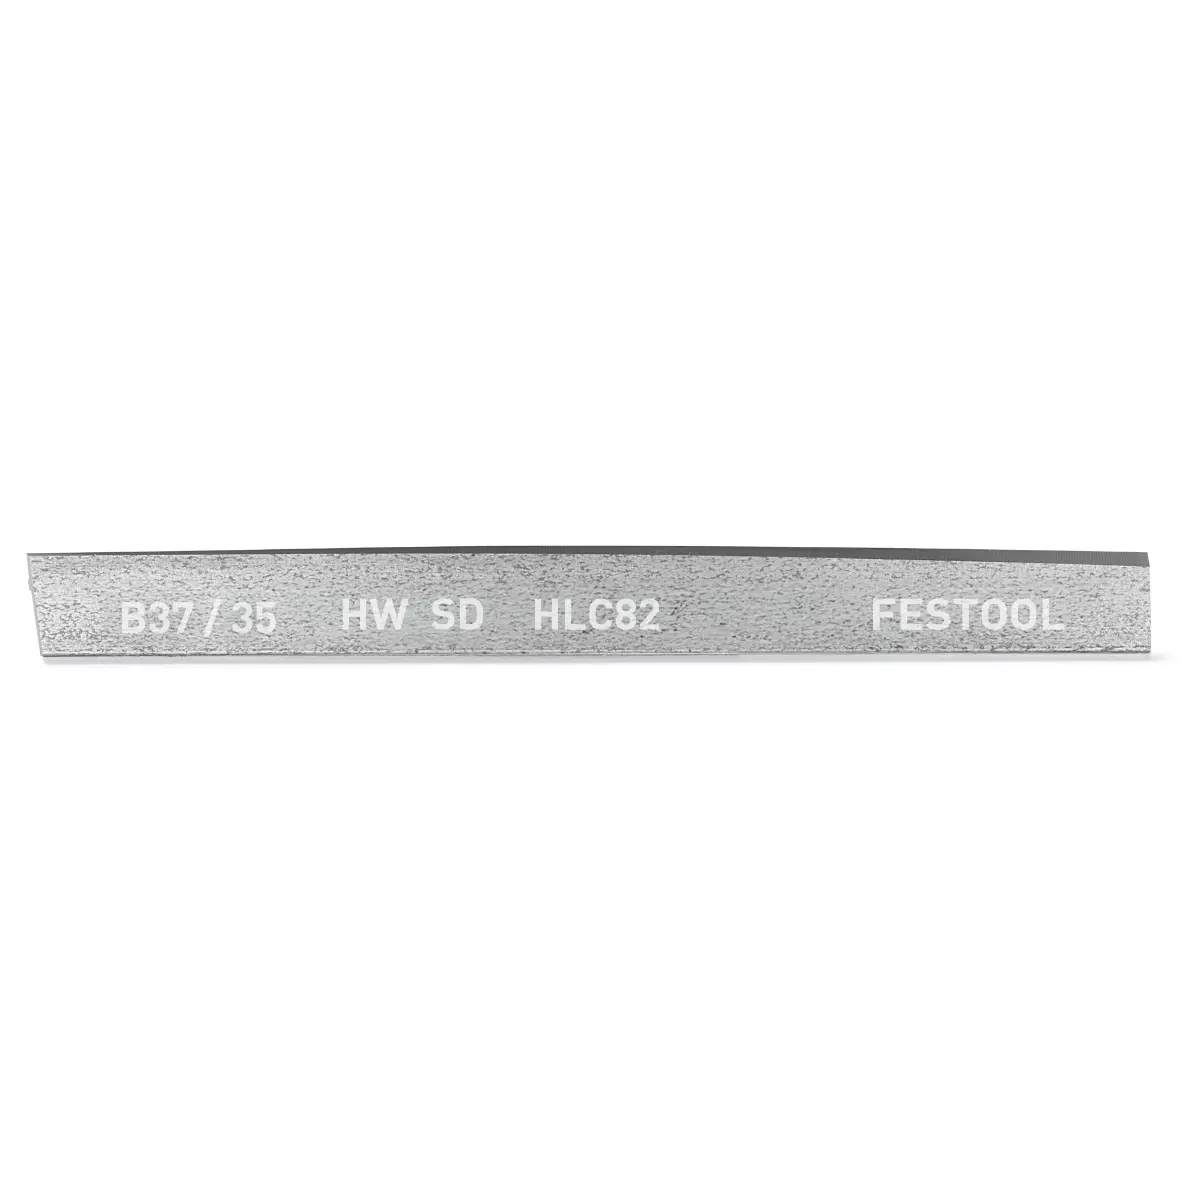 B37 / 35 HW SD HLC82 FESTOOL